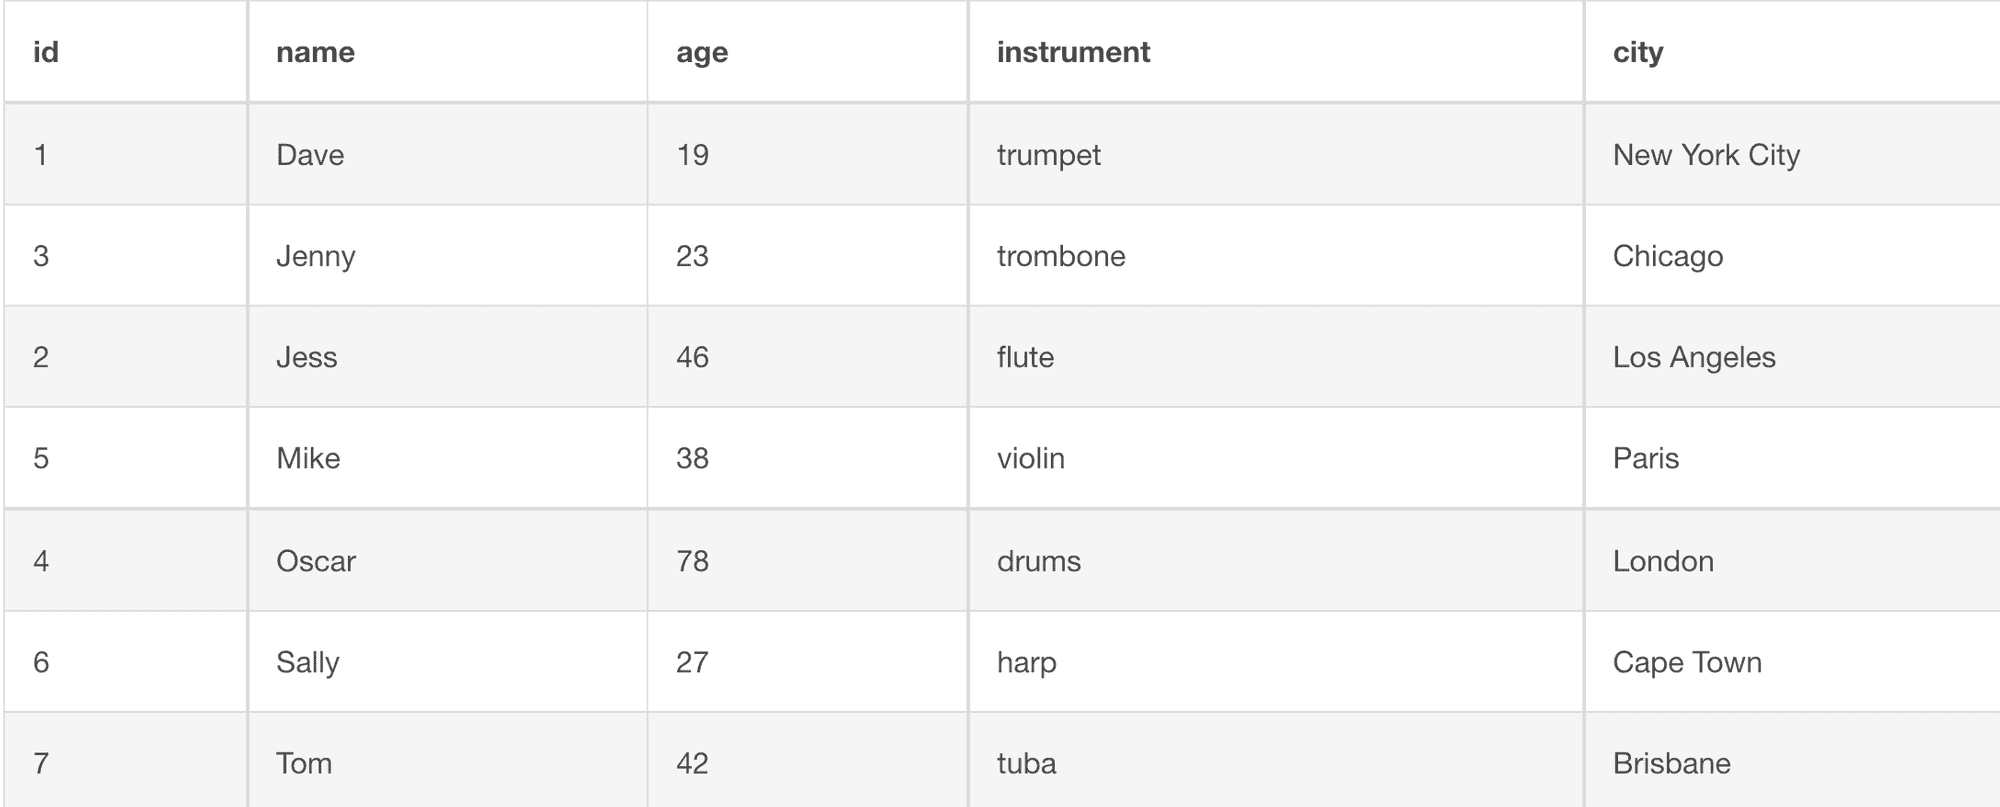 id name age instrument city
1 Dave 19 trumpet New York City
3 Jenny 23 trombone Chicago
2 Jess 46 flute Los Angeles
5 Mike 38 violin Paris
4 Oscar 78 drums London
6 Sally 27 harp Cape Town
7 Tom 42 tuba Brisbane